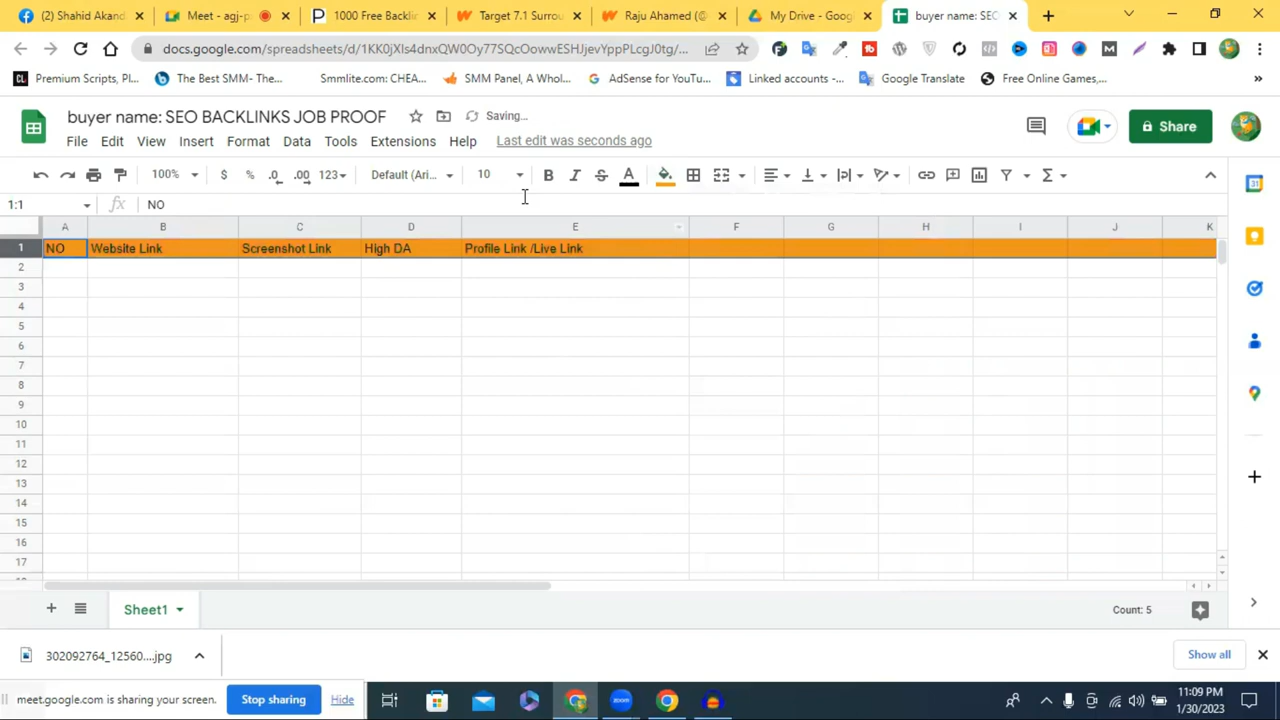 (2) Shahid Akand
Meet - agj-p
1000 Free Backli
Target 7.1 Surrou
Raju Ahamed (@
My Drive - Goog
buyer name: SEO
docs.google.com/spreadsheets/d/1KK0jXIs4dnxQW0Oy77SQcOowwESHJjevYppPLcgJ0tg/...
Premium Scripts, Pl...
The Best SMM- The...
Smmlite.com: CHEA...
SMM Panel, A Whol...
AdSense for YouTu...
Linked accounts -...
Google Translate
Free Online Games,...
buyer name: SEO BACKLINKS JOB PROOF
Saving...
File Edit View Insert Format Data Tools Extensions Help Last edit was seconds ago
Share
100% $ % .0 .00 123 Default (Ari... 10 B I S A
1:1 fx NO
A B C D E F G H I J K
1 NO Website Link Screenshot Link High DA Profile Link /Live Link
2
3
4
5
6
7
8
9
10
11
12
13
14
15
16
17
Sheet1
Count: 5
302092764_12560....jpg
Show all
meet.google.com is sharing your screen.
Stop sharing
Hide
zoom
11:09 PM
1/30/2023